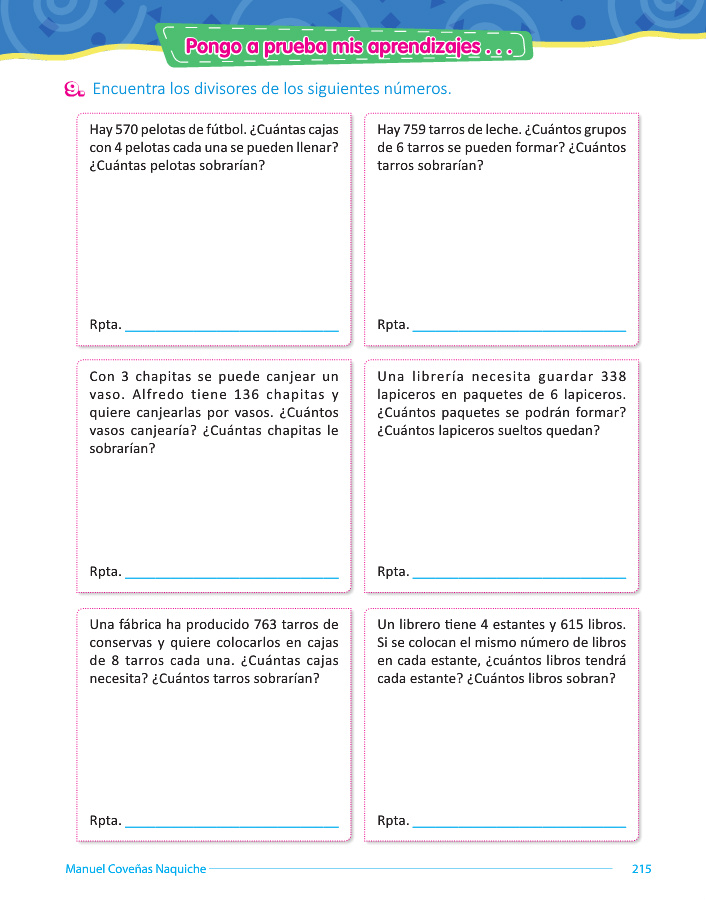 Pongo a prueba mis aprendizajes . . .
9. Encuentra los divisores de los siguientes números.
Hay 570 pelotas de fútbol. ¿Cuántas cajas
con 4 pelotas cada una se pueden llenar?
¿Cuántas pelotas sobrarían?
Rpta.
Hay 759 tarros de leche. ¿Cuántos grupos
de 6 tarros se pueden formar? ¿Cuántos
tarros sobrarían?
Rpta.
Con 3 chapitas se puede canjear un
vaso. Alfredo tiene 136 chapitas y
quiere canjearlas por vasos. ¿Cuántos
vasos canjearía? ¿Cuántas chapitas le
sobrarían?
Rpta.
Una librería necesita guardar 338
lapiceros en paquetes de 6 lapiceros.
¿Cuántos paquetes se podrán formar?
¿Cuántos lapiceros sueltos quedan?
Rpta.
Una fábrica ha producido 763 tarros de
conservas y quiere colocarlos en cajas
de 8 tarros cada una. ¿Cuántas cajas
necesita? ¿Cuántos tarros sobrarían?
Rpta.
Un librero tiene 4 estantes y 615 libros.
Si se colocan el mismo número de libros
en cada estante, ¿cuántos libros tendrá
cada estante? ¿Cuántos libros sobran?
Rpta.
Manuel Coveñas Naquiche
215